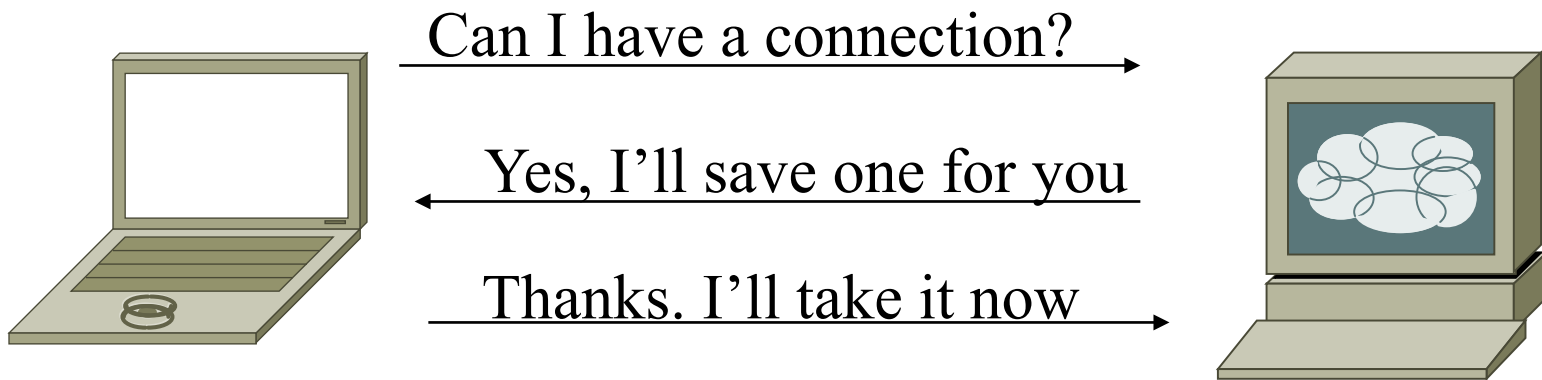 Can I have a connection?
Yes, I’ll save one for you
Thanks. I’ll take it now